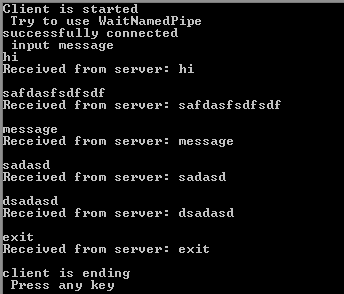 Client is started
Try to use WaitNamedPipe
successfully connected
input message
hi
Received from server: hi
safdasfsdfsdf
Received from server: safdasfsdfsdf
message
Received from server: message
sadasd
Received from server: sadasd
dsadasd
Received from server: dsadasd
exit
Received from server: exit
client is ending
Press any key